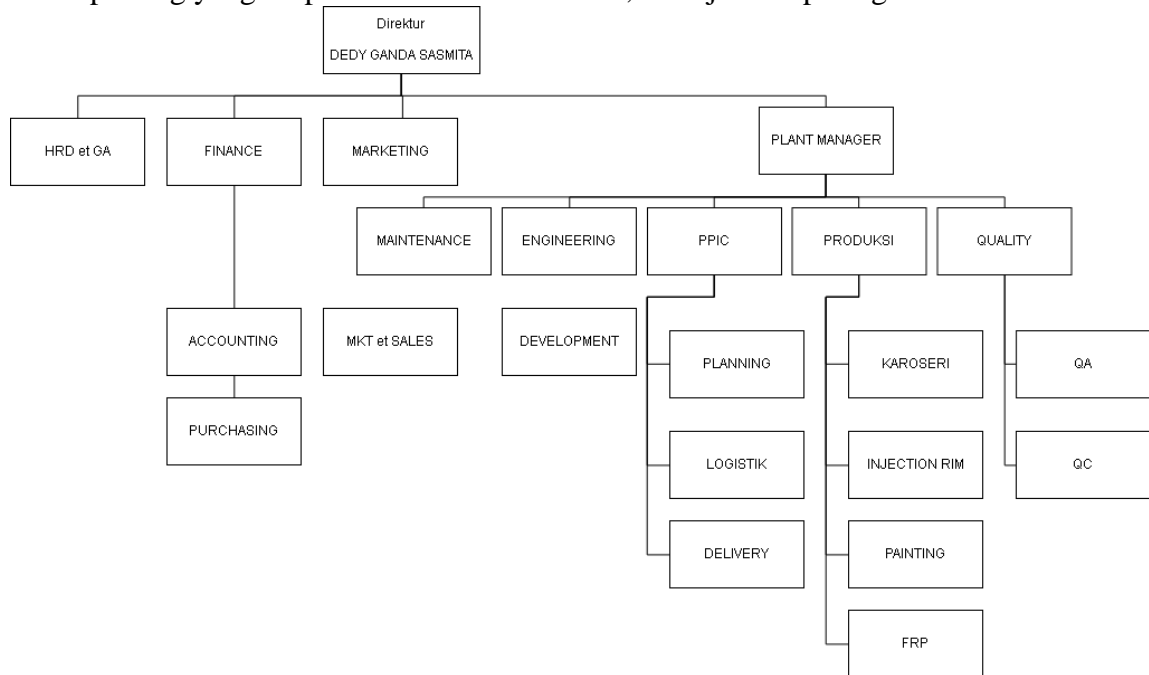 Direktur
DEDY GANDA SASMITA
HRD et GA
FINANCE
MARKETING
PLANT MANAGER
MAINTENANCE
ENGINEERING
PPIC
PRODUKSI
QUALITY
ACCOUNTING
MKT et SALES
DEVELOPMENT
PLANNING
KAROSERI
QA
PURCHASING
LOGISTIK
INJECTION RIM
QC
DELIVERY
PAINTING
FRP